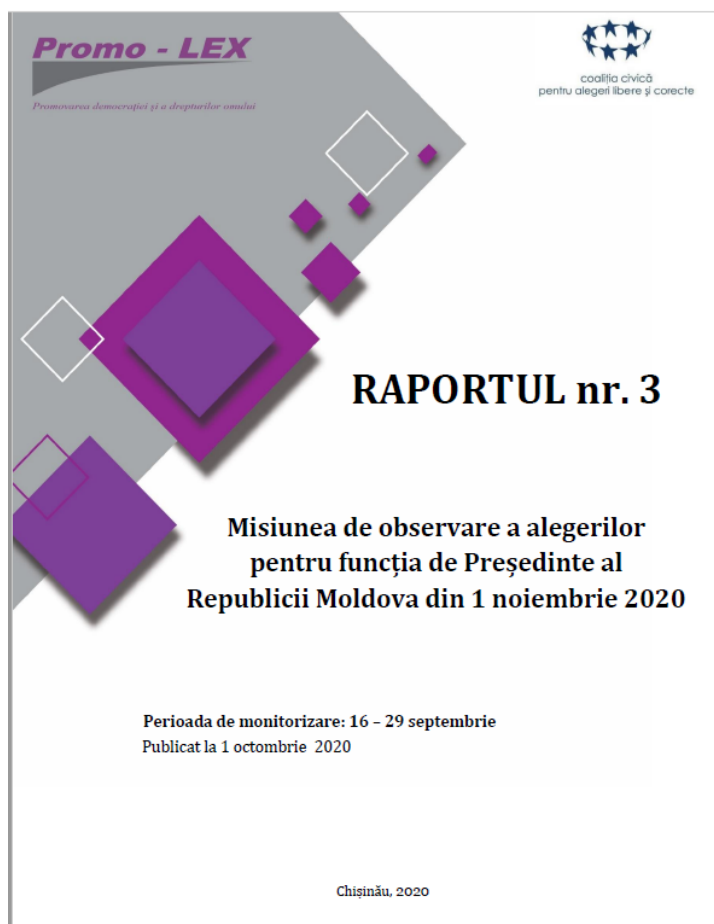 Promo - LEX
Promovarea democrației și a drepturilor omului
coaliția civică
pentru alegeri libere și corecte
RAPORTUL nr. 3
Misiunea de observare a alegerilor
pentru funcția de Președinte al
Republicii Moldova din 1 noiembrie 2020
Perioada de monitorizare: 16 – 29 septembrie
Publicat la 1 octombrie 2020
Chișinău, 2020